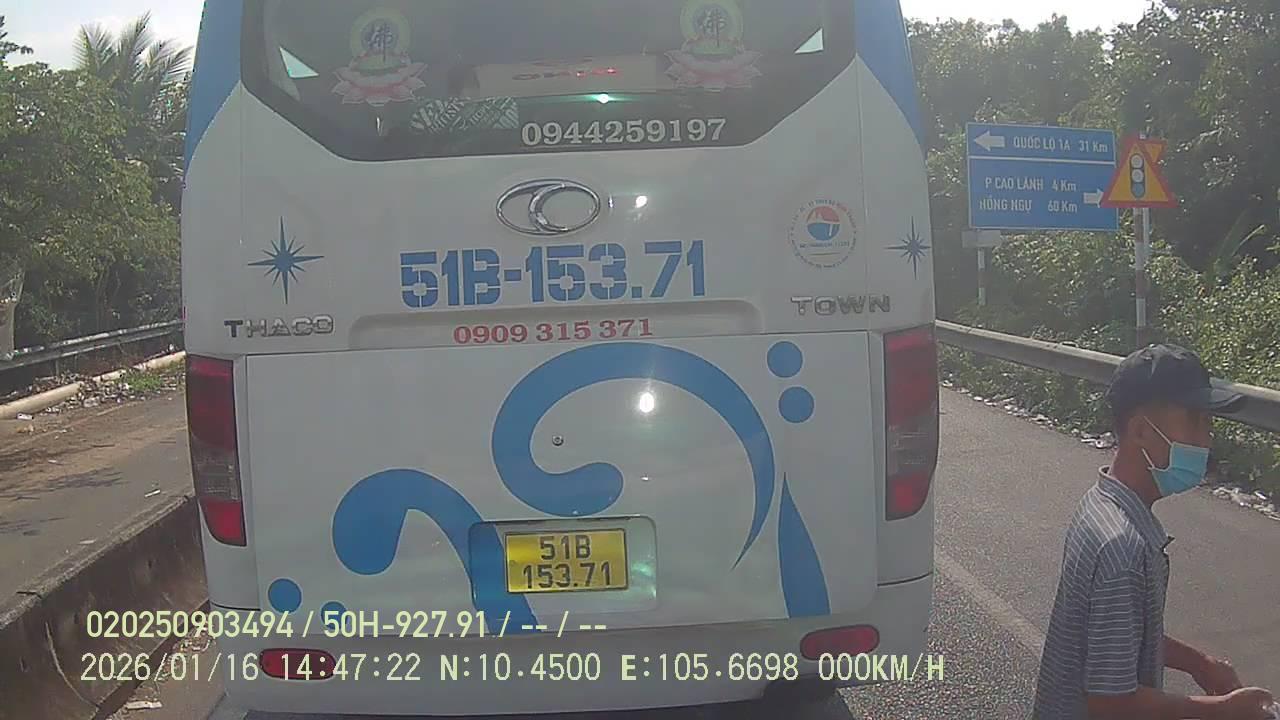 佛
佛
0944259197
51B-153.71
THACO
TOWN
0909 315 371
QUỐC LỘ 1A 31 Km
P CAO LÃNH 4 Km
HỒNG NGỰ 60 Km
51B
153.71
020250903494 / 50H-927.91 / -- / --
2026/01/16 14:47:22 N:10.4500 E:105.6698 000KM/H